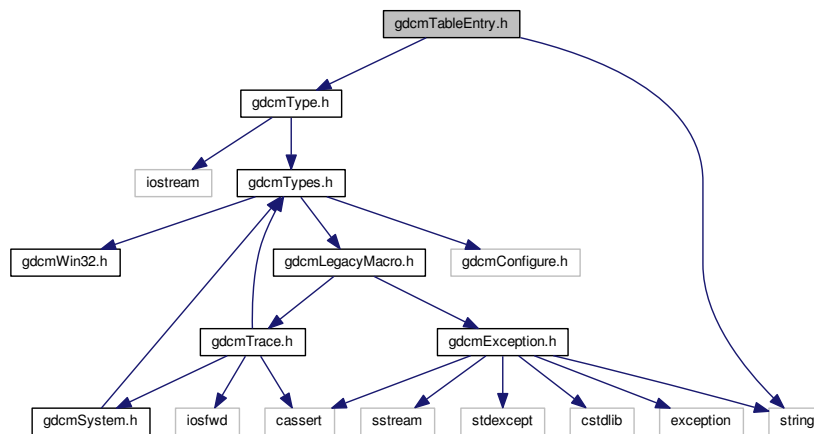 gdcmTableEntry.h
gdcmType.h
iostream
gdcmTypes.h
gdcmWin32.h
gdcmLegacyMacro.h
gdcmConfigure.h
gdcmTrace.h
gdcmException.h
gdcmSystem.h
iosfwd
cassert
sstream
stdexcept
cstdlib
exception
string